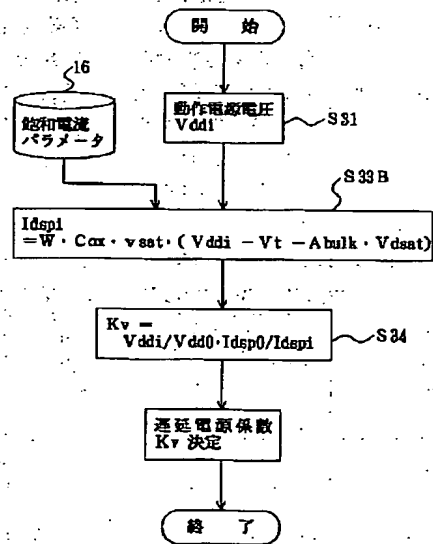 開 始
16
飽和電流
パラメータ
動作電源電圧
Vddi
S31
S33B
Idspi
=W・Cox・vsat・(Vddi-Vt-Abulk・Vdsat)
Kv=
Vddi/Vdd0・Idsp0/Idspi
S34
遅延電源係数
Kv 決定
終 了